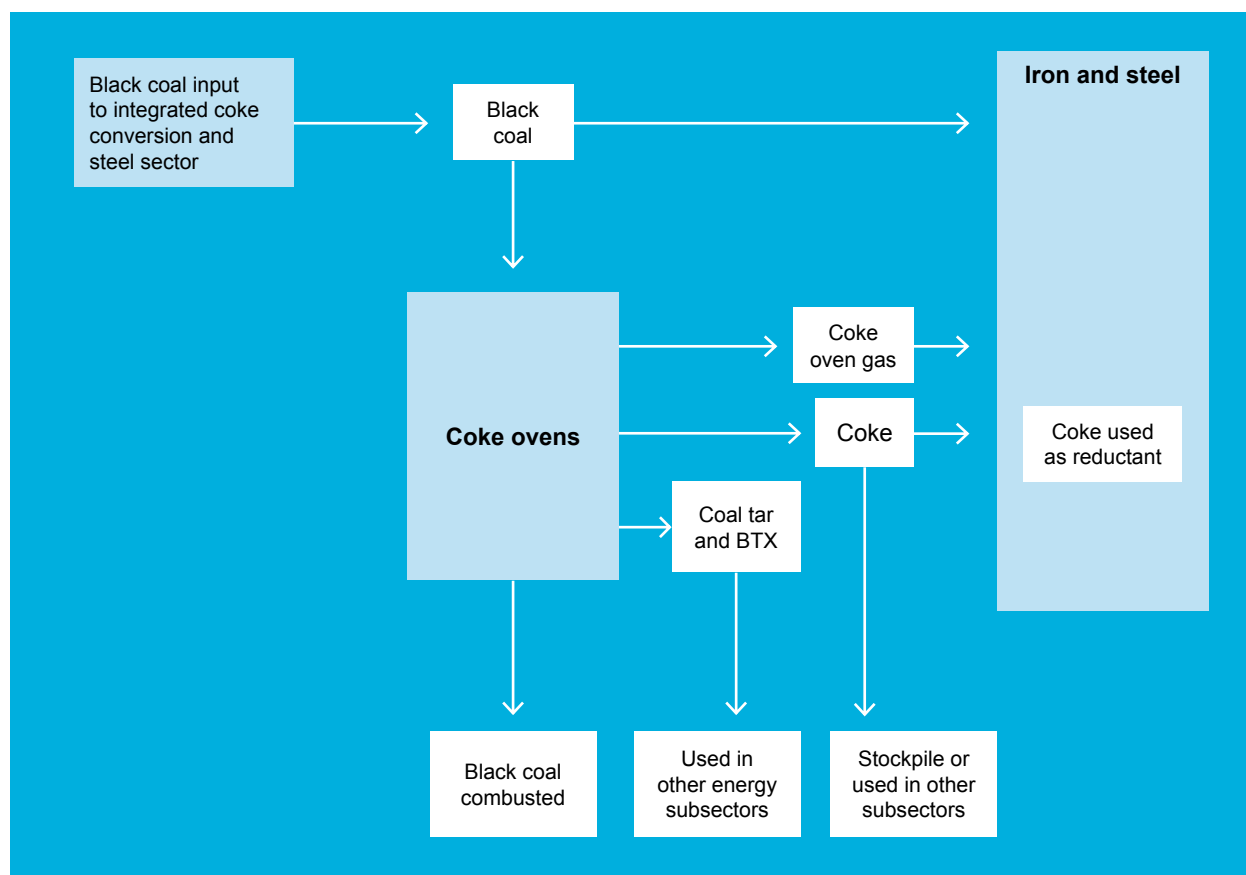 Black coal input
to integrated coke
conversion and
steel sector
Black
coal
Iron and steel
Coke
oven gas
Coke ovens
Coke
Coke used
as reductant
Coal tar
and BTX
Black coal
combusted
Used in
other energy
subsectors
Stockpile or
used in other
subsectors